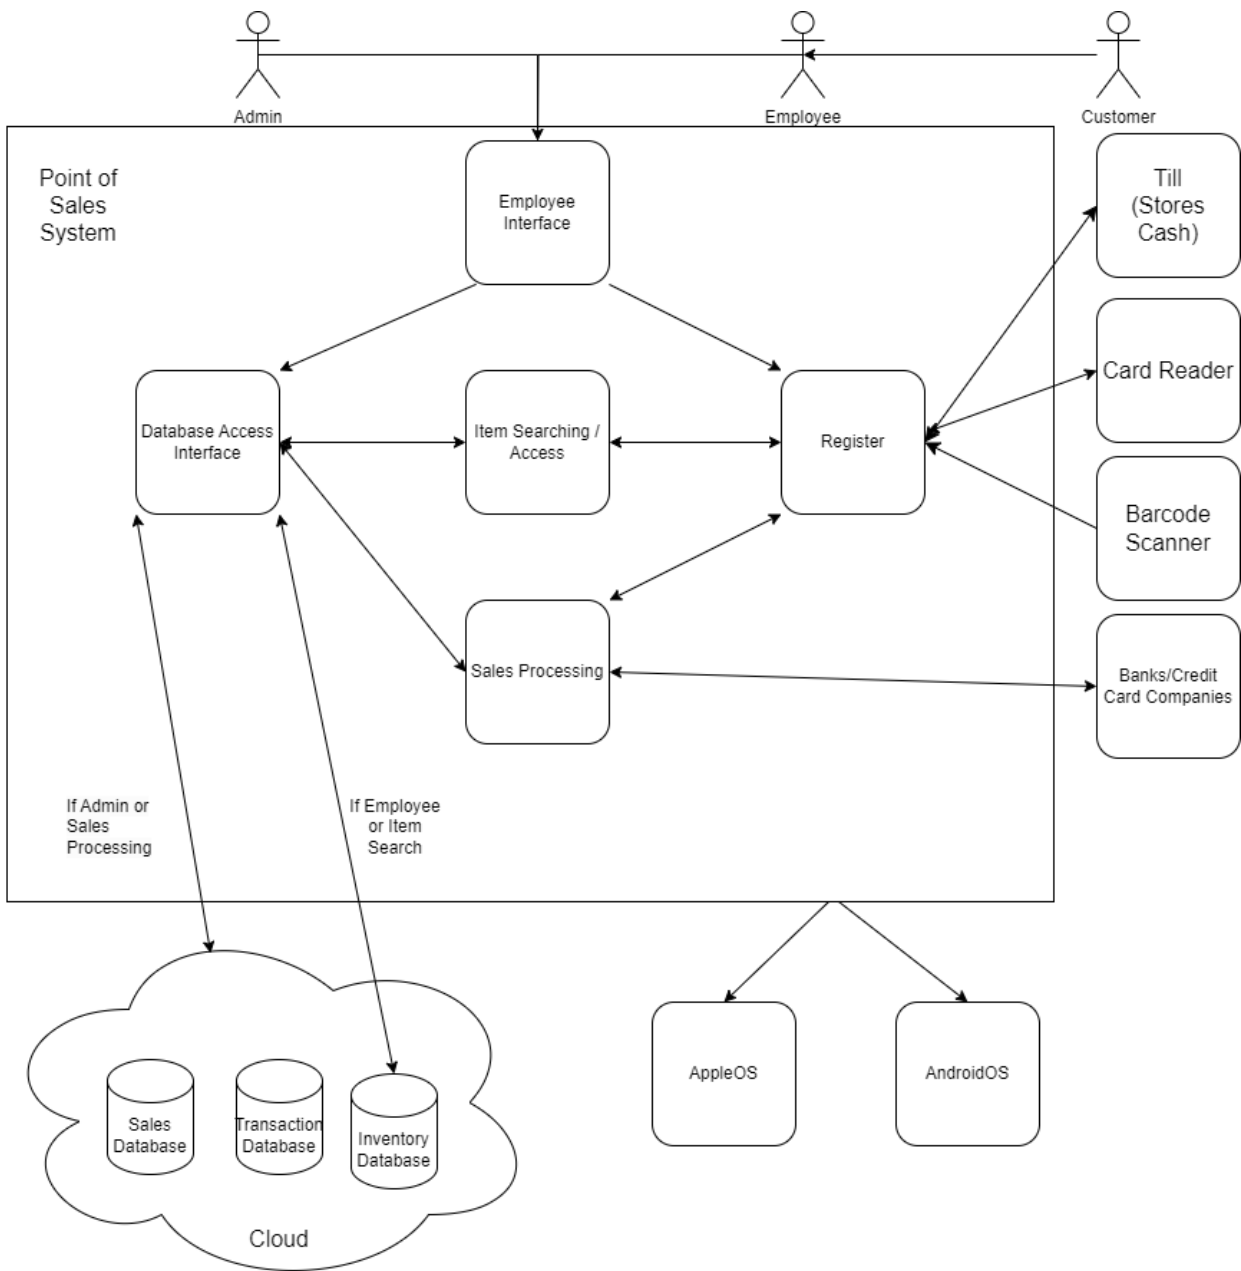 Admin
Employee
Customer
Point of
Sales
System
Employee
Interface
Till
(Stores
Cash)
Card Reader
Database Access
Interface
Item Searching /
Access
Register
Barcode
Scanner
Sales Processing
Banks/Credit
Card Companies
If Admin or
Sales
Processing
If Employee
or Item
Search
AppleOS
AndroidOS
Sales
Database
Transaction
Database
Inventory
Database
Cloud